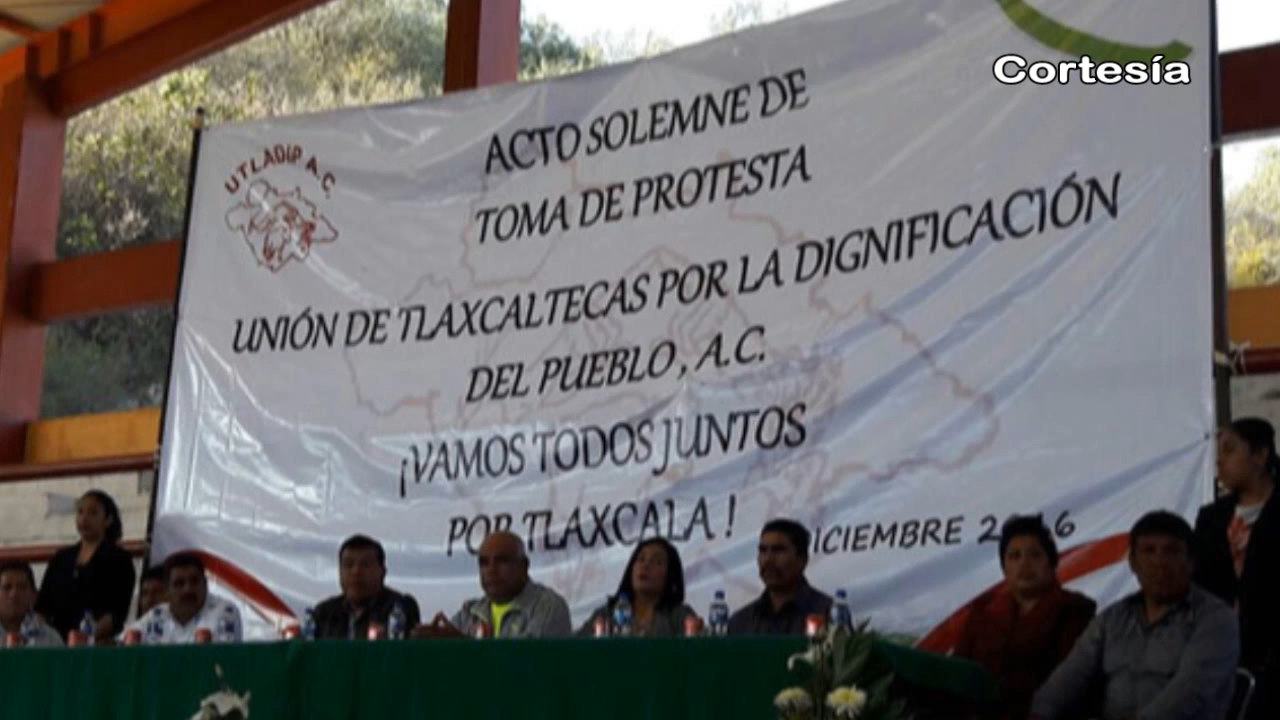 Cortesía
UTLADIP A.C.
ACTO SOLEMNE DE
TOMA DE PROTESTA
UNIÓN DE TLAXCALTECAS POR LA DIGNIFICACIÓN
DEL PUEBLO, A.C.
¡VAMOS TODOS JUNTOS
POR TLAXCALA !